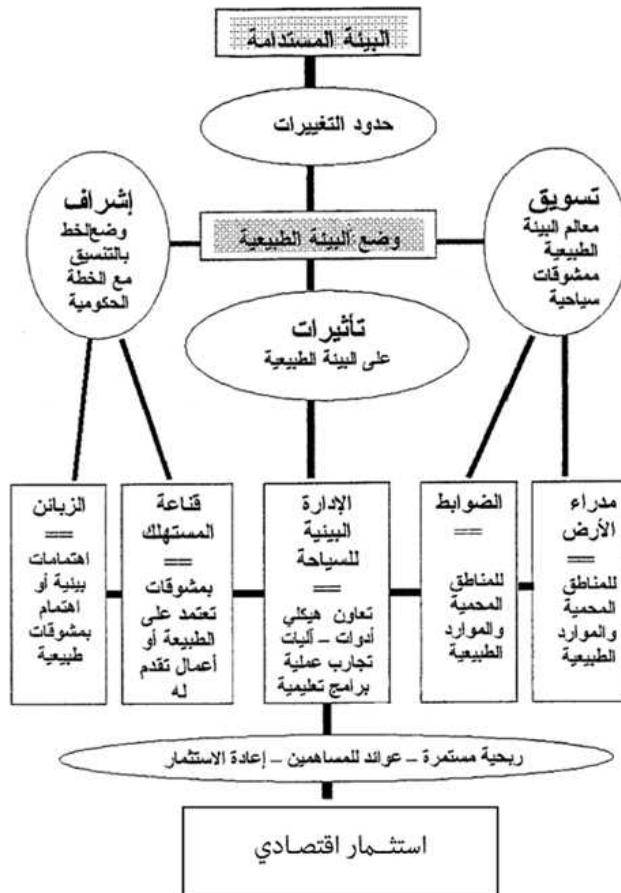 البيئة المستدامة
حدود التغييرات
تسويق
معالم البيئة
الطبيعية
ممشوقات
سياحية
وضع البيئة الطبيعية
إشراف
وضع الخط
بالتنسيق
مع الخطة
الحكومية
تأثيرات
على البيئة الطبيعية
مدراء
الأرض
==
للمناطق
المحمية
والموارد
الطبيعية
الضوابط
==
للمناطق
المحمية
والموارد
الطبيعية
الإدارة
البيئية
للسياحة
==
تعاون هيكلي
أدوات – آليات
تجارب عملية
برامج تعليمية
قناعة
المستهلك
==
بمشوقات
تعتمد على
الطبيعة أو
أعمال تقدم
له
الزبائن
==
اهتمامات
بيئية أو
اهتمام
بمشوقات
طبيعية
ربحية مستمرة – عوائد للمساهمين – إعادة الاستثمار
استثمار اقتصادي